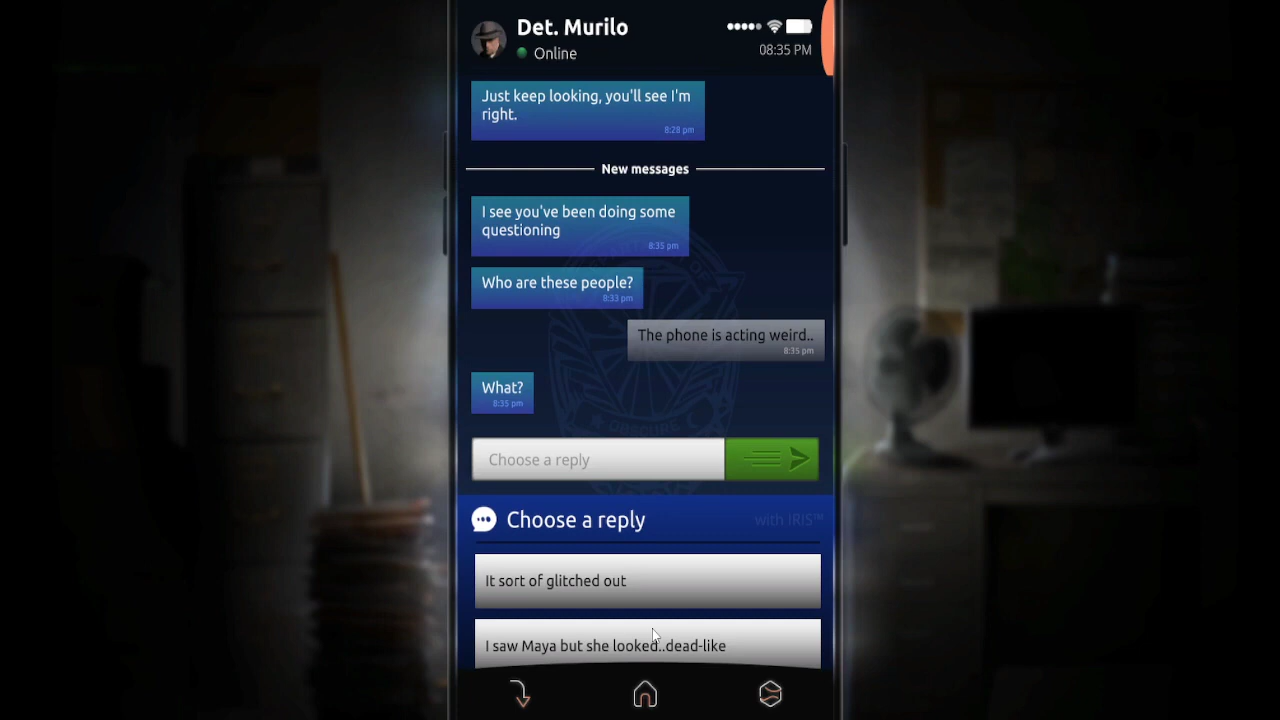 Det. Murilo
Online
08:35 PM
Just keep looking, you'll see I'm
right.
8:28 pm
New messages
I see you've been doing some
questioning
8:35 pm
Who are these people?
8:33 pm
The phone is acting weird..
8:35 pm
What?
8:35 pm
OBSCURE
Choose a reply
Choose a reply
with IRIS™
It sort of glitched out
I saw Maya but she looked..dead-like